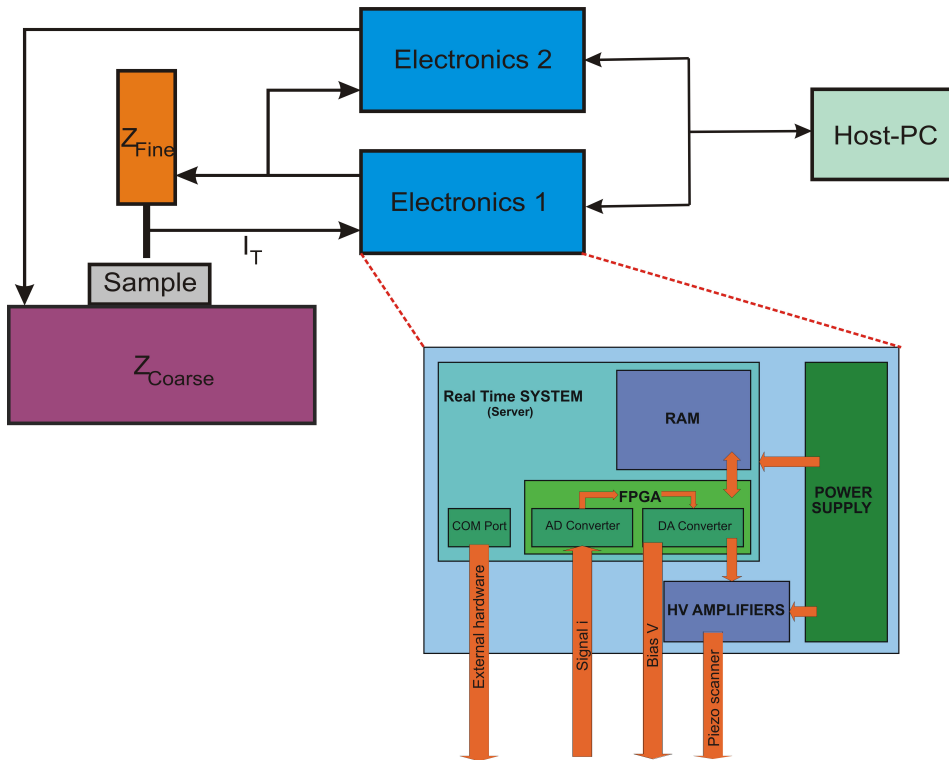 Electronics 2
Z Fine
Host-PC
Electronics 1
I T
Sample
Z Coarse
Real Time SYSTEM
(Server)
RAM
POWER
SUPPLY
FPGA
COM Port
AD Converter
DA Converter
HV AMPLIFIERS
External hardware
Signal i
Bias V
Piezo scanner